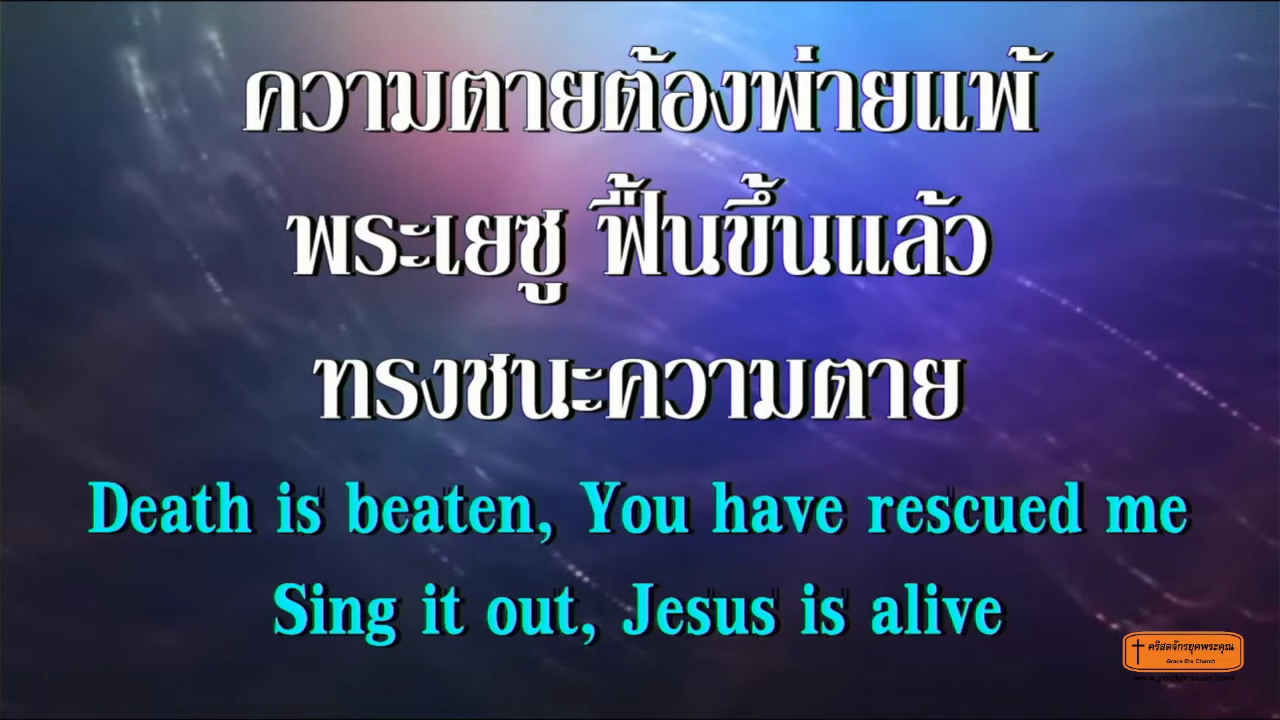 ความตายต้องพ่ายแพ้
พระเยซู ฟื้นขึ้นแล้ว
ทรงชนะความตาย
Death is beaten, You have rescued me
Sing it out, Jesus is alive
คริสตจักรยุคพระคุณ
Grace Era Church